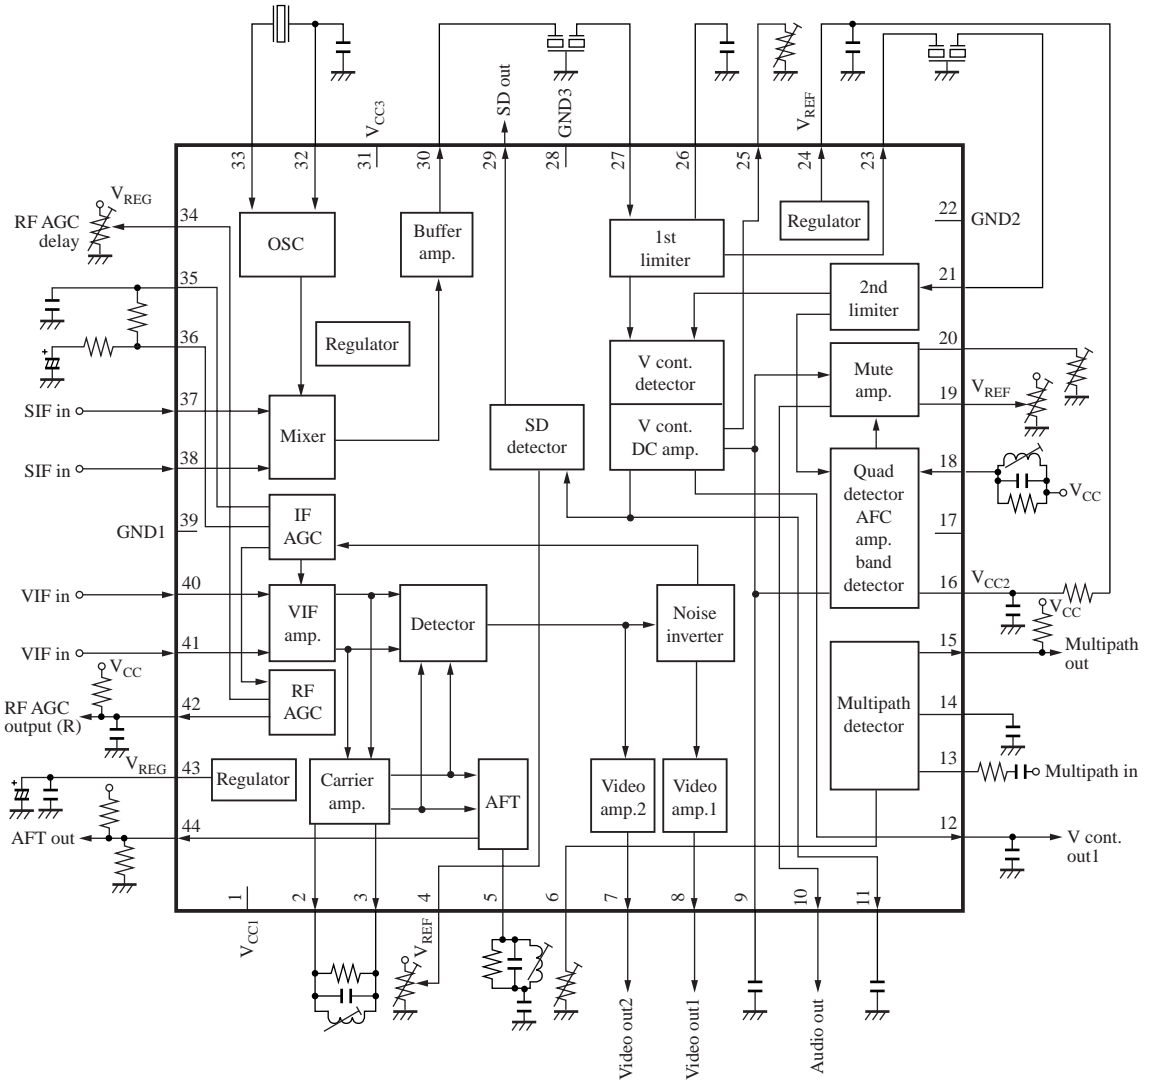 VCC3
SD out
GND3
VREF
33
32
31
30
29
28
27
26
25
24
23
VREG
RF AGC
delay
34
OSC
Buffer
amp.
1st
limiter
Regulator
22
GND2
35
2nd
limiter
21
Regulator
36
V cont.
detector
Mute
amp.
20
19
VREF
SIF in
37
Mixer
SD
detector
V cont.
DC amp.
SIF in
38
Quad
detector
AFC
amp.
band
detector
18
VCC
GND1
39
IF
AGC
17
VIF in
40
VIF
amp.
Detector
Noise
inverter
16
VCC2
VCC
VIF in
41
15
Multipath
out
VCC
RF AGC
output (R)
42
RF
AGC
Multipath
detector
14
VREG
43
Regulator
Carrier
amp.
AFT
Video
amp.2
Video
amp.1
13
Multipath in
AFT out
44
12
V cont.
out1
1
2
3
4
5
6
7
8
9
10
11
VCC1
VREF
Video out2
Video out1
Audio out
+
+